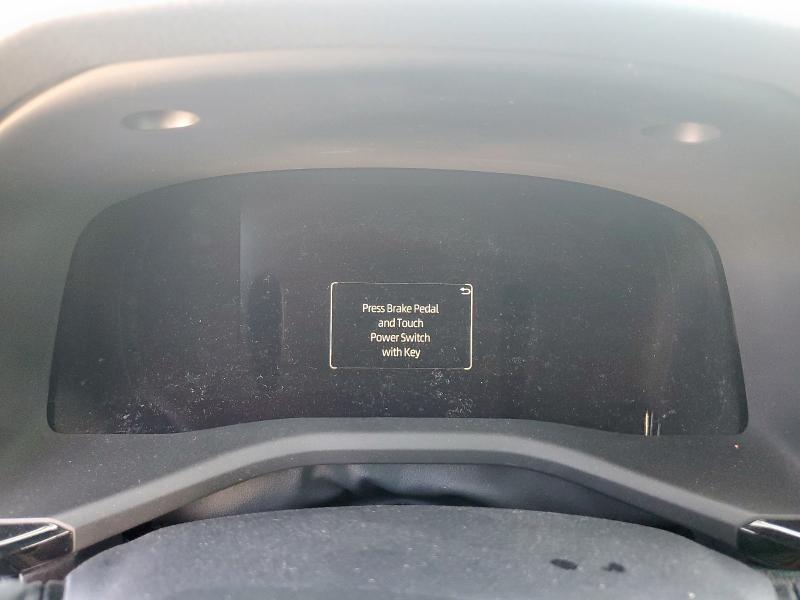 Press Brake Pedal
and Touch
Power Switch
with Key